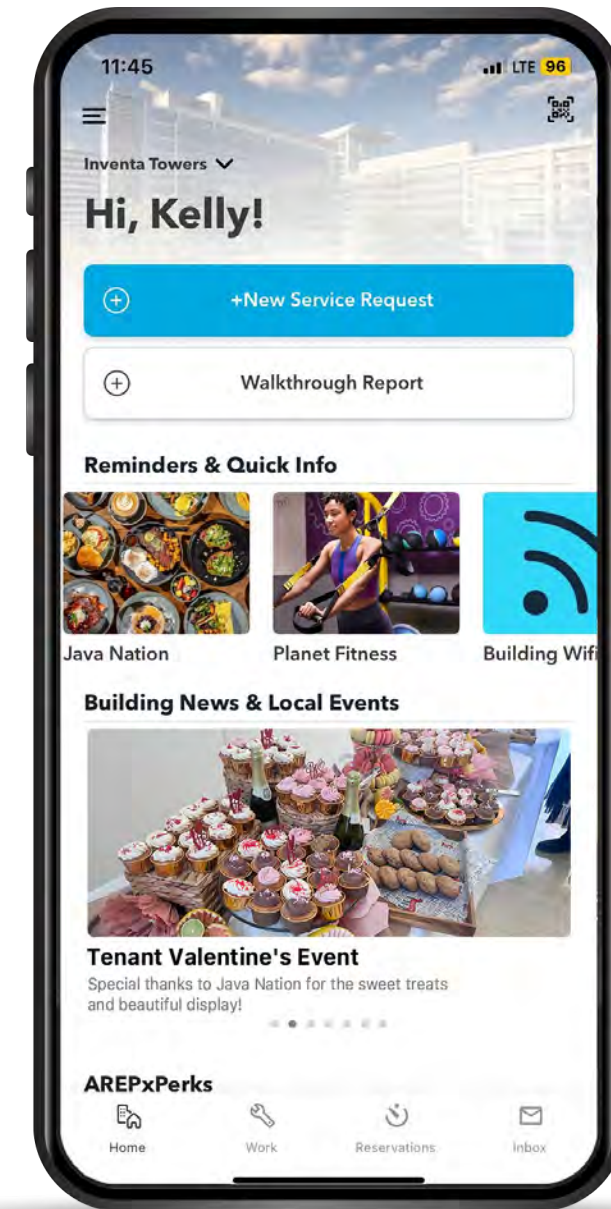 11:45
LTE 96
Inventa Towers
Hi, Kelly!
+New Service Request
Walkthrough Report
Reminders & Quick Info
Java Nation
Planet Fitness
Building Wifi
Building News & Local Events
Tenant Valentine's Event
Special thanks to Java Nation for the sweet treats
and beautiful display!
AREPxPerks
Home
Work
Reservations
Inbox